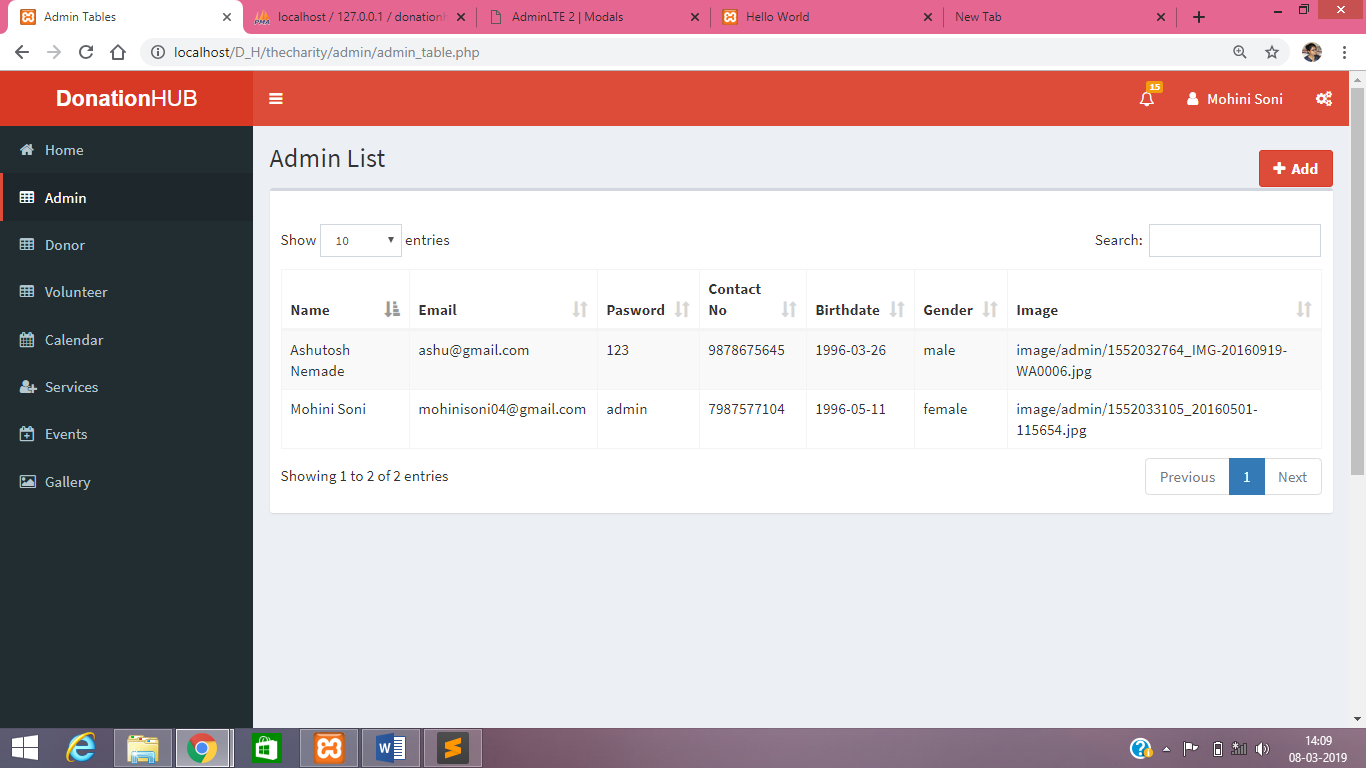 Admin Tables
localhost / 127.0.0.1 / donation
AdminLTE 2 | Modals
Hello World
New Tab
localhost/D_H/thecharity/admin/admin_table.php
DonationHUB
15
Mohini Soni
Home
Admin
Donor
Volunteer
Calendar
Services
Events
Gallery
Admin List
Add
Show 10 entries
Search:
Name Email Pasword Contact No Birthdate Gender Image
Ashutosh Nemade ashu@gmail.com 123 9878675645 1996-03-26 male image/admin/1552032764_IMG-20160919-WA0006.jpg
Mohini Soni mohinisoni04@gmail.com admin 7987577104 1996-05-11 female image/admin/1552033105_20160501-115654.jpg
Showing 1 to 2 of 2 entries
Previous 1 Next
14:09
08-03-2019